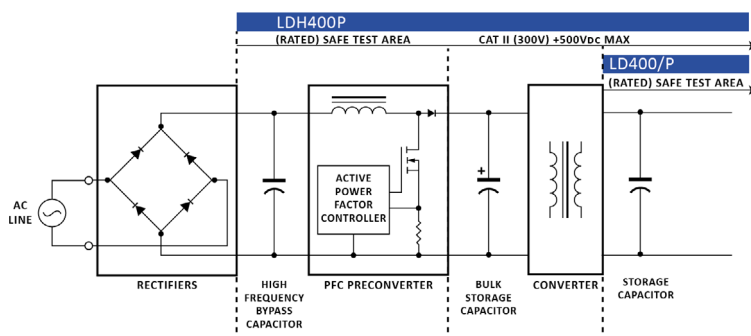 LDH400P
(RATED) SAFE TEST AREA
CAT II (300V) +500VDC MAX
LD400/P
(RATED) SAFE TEST AREA
AC
LINE
ACTIVE
POWER
FACTOR
CONTROLLER
+
RECTIFIERS
HIGH
FREQUENCY
BYPASS
CAPACITOR
PFC PRECONVERTER
BULK
STORAGE
CAPACITOR
CONVERTER
STORAGE
CAPACITOR